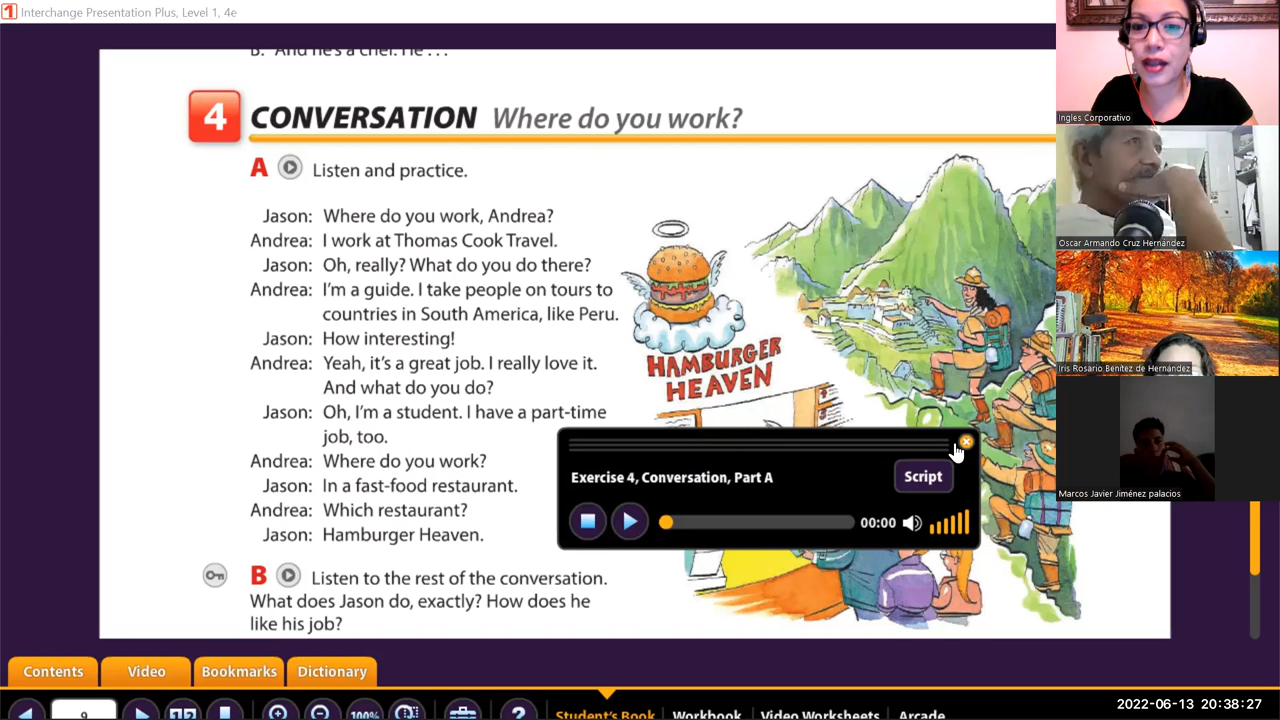 Interchange Presentation Plus, Level 1, 4e
B: And he's a chef. He . . .
4 CONVERSATION Where do you work?
A Listen and practice.
Jason: Where do you work, Andrea?
Andrea: I work at Thomas Cook Travel.
Jason: Oh, really? What do you do there?
Andrea: I'm a guide. I take people on tours to
countries in South America, like Peru.
Jason: How interesting!
Andrea: Yeah, it's a great job. I really love it.
And what do you do?
Jason: Oh, I'm a student. I have a part-time
job, too.
Andrea: Where do you work?
Jason: In a fast-food restaurant.
Andrea: Which restaurant?
Jason: Hamburger Heaven.
B Listen to the rest of the conversation.
What does Jason do, exactly? How does he
like his job?
HAMBURGER
HEAVEN
Exercise 4, Conversation, Part A
Script
00:00
Ingles Corporativo
Oscar Armando Cruz Hernández
Iris Rosario Benítez de Hernández
Marcos Javier Jiménez palacios
Contents Video Bookmarks Dictionary
9
100%
?
Student's Book Workbook Video Worksheets Arcade
2022-06-13 20:38:27